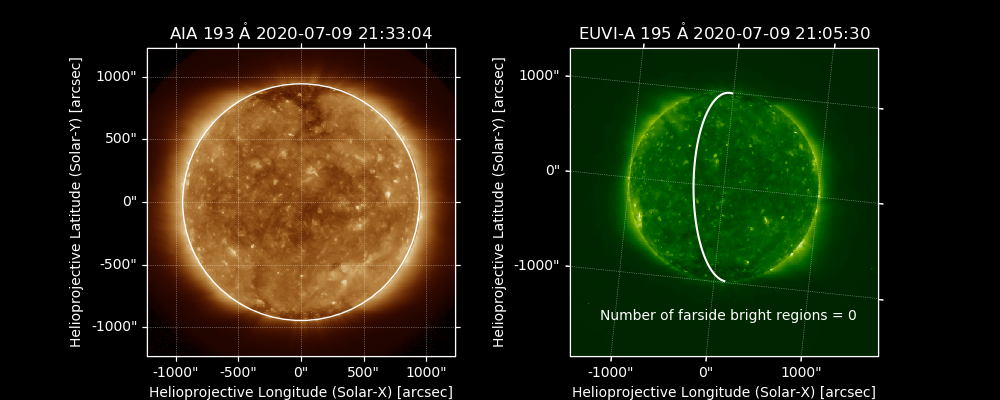 AIA 193 Å 2020-07-09 21:33:04
Helioprojective Latitude (Solar-Y) [arcsec]
1000"
500"
0"
-500"
-1000"
-1000" -500" 0" 500" 1000"
Helioprojective Longitude (Solar-X) [arcsec]
EUVI-A 195 Å 2020-07-09 21:05:30
Helioprojective Latitude (Solar-Y) [arcsec]
1000"
0"
-1000"
Number of farside bright regions = 0
-1000" 0" 1000"
Helioprojective Longitude (Solar-X) [arcsec]